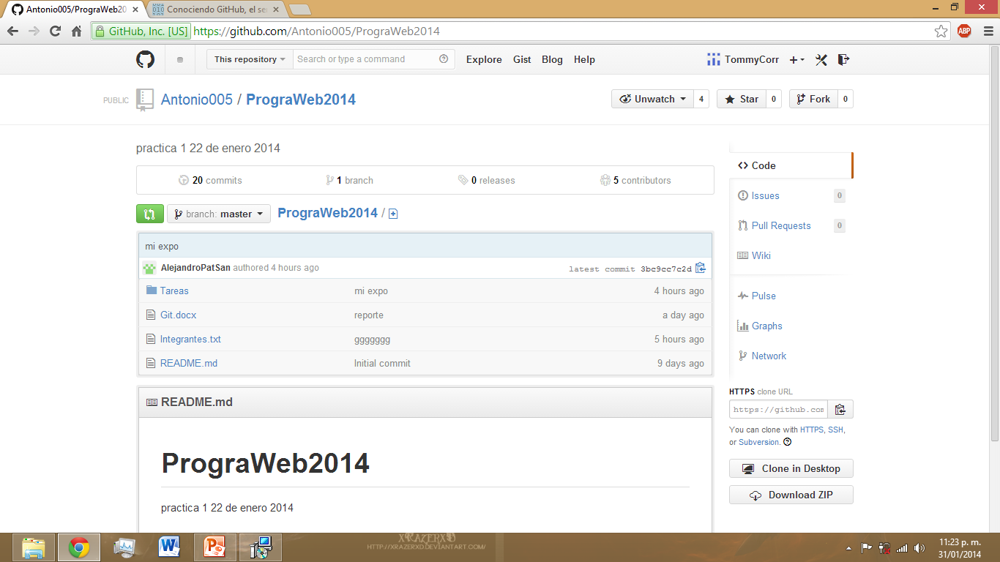 Antonio005/PrograWeb20
Conociendo GitHub, el se
GitHub, Inc. [US] https://github.com/Antonio005/PrograWeb2014
ABP
This repository Search or type a command Explore Gist Blog Help TommyCorr
PUBLIC Antonio005 / PrograWeb2014 Unwatch 4 Star 0 Fork 0
practica 1 22 de enero 2014
20 commits 1 branch 0 releases 5 contributors
branch: master PrograWeb2014 /
mi expo
AlejandroPatSan authored 4 hours ago latest commit 3bc9cc7c2d
Tareas mi expo 4 hours ago
Git.docx reporte a day ago
Integrantes.txt ggggggg 5 hours ago
README.md Initial commit 9 days ago
README.md
PrograWeb2014
practica 1 22 de enero 2014
Code
Issues 0
Pull Requests 0
Wiki
Pulse
Graphs
Network
HTTPS clone URL
https://github.com
You can clone with HTTPS, SSH,
or Subversion.
Clone in Desktop
Download ZIP
XRAZERXD
HTTP://XRAZERXD.DEVIANTART.COM/
11:23 p. m.
31/01/2014